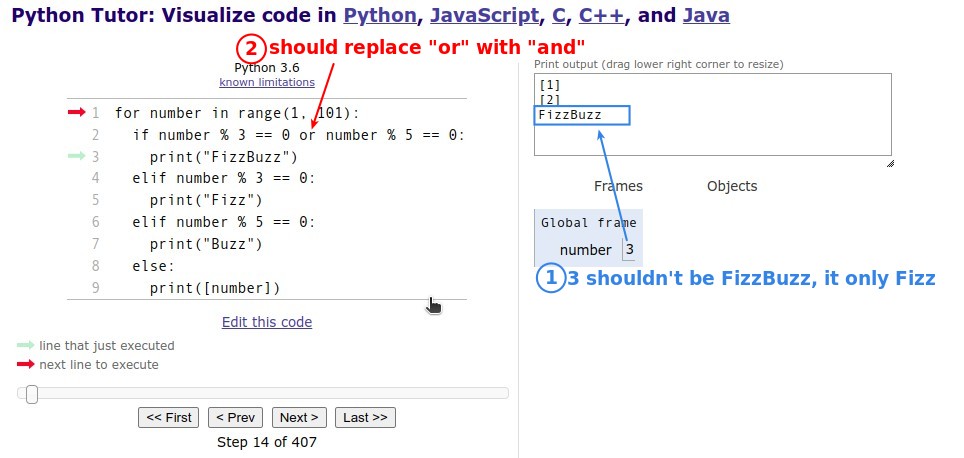 Python Tutor: Visualize code in Python, JavaScript, C, C++, and Java
2 should replace "or" with "and"
Python 3.6
known limitations
1 for number in range(1, 101):
2 if number % 3 == 0 or number % 5 == 0:
3 print("FizzBuzz")
4 elif number % 3 == 0:
5 print("Fizz")
6 elif number % 5 == 0:
7 print("Buzz")
8 else:
9 print([number])
Edit this code
line that just executed
next line to execute
<< First < Prev Next > Last >>
Step 14 of 407
Print output (drag lower right corner to resize)
[1]
[2]
FizzBuzz
Frames Objects
Global frame
number 3
1 3 shouldn't be FizzBuzz, it only Fizz